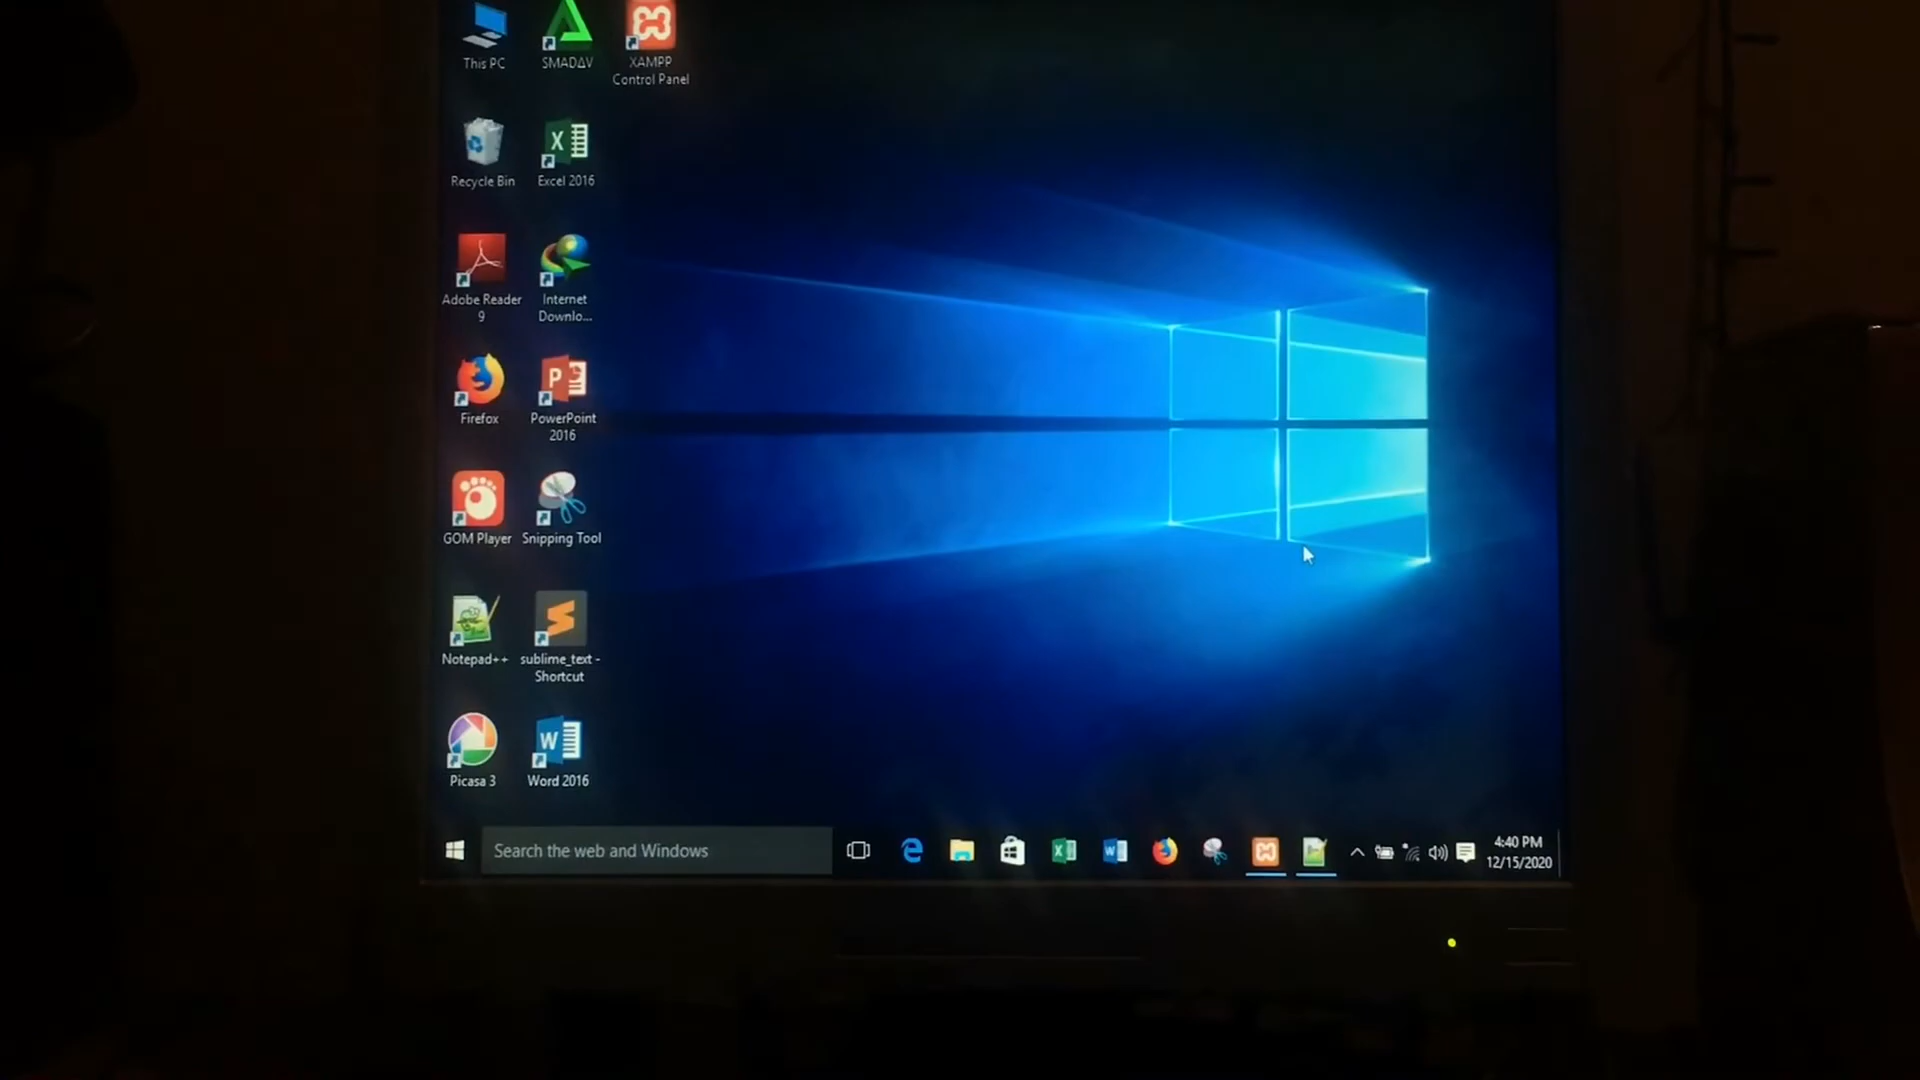 This PC
SMADΔV
XAMPP
Control Panel
Recycle Bin
Excel 2016
Adobe Reader
9
Internet
Downlo...
Firefox
PowerPoint
2016
GOM Player
Snipping Tool
Notepad++
sublime_text -
Shortcut
Picasa 3
Word 2016
Search the web and Windows
4:40 PM
12/15/2020